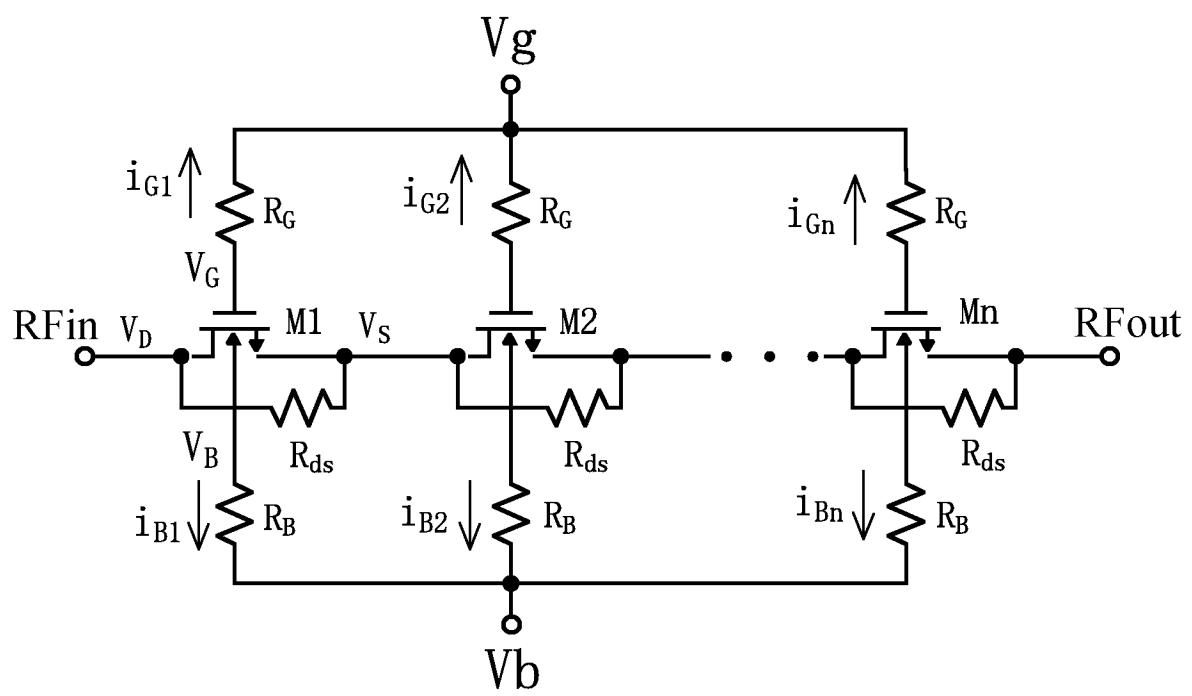 Vg
iG1 RG iG2 RG iGn RG
VG
RFin VD M1 VS M2 Mn RFout
VB Rds Rds Rds
iB1 RB iB2 RB iBn RB
Vb